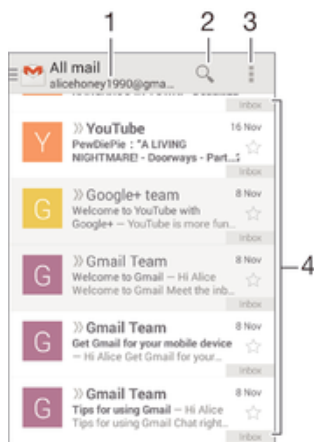 1 2 3
All mail
alicehoney1990@gma...
Inbox
Y
YouTube 16 Nov
PewDiePie : "A LIVING
NIGHTMARE! - Doorways - Part...
Inbox
G
Google+ team 8 Nov
Welcome to YouTube with
Google+ – YouTube is more fun...
Inbox
4
G
Gmail Team 8 Nov
Welcome to Gmail – Hi Alice
Welcome to Gmail Meet the inb...
Inbox
G
Gmail Team 8 Nov
Get Gmail for your mobile device
– Hi Alice Get Gmail for your...
Inbox
G
Gmail Team 8 Nov
Tips for using Gmail – Hi Alice
Tips for using Gmail Chat right...
Inbox